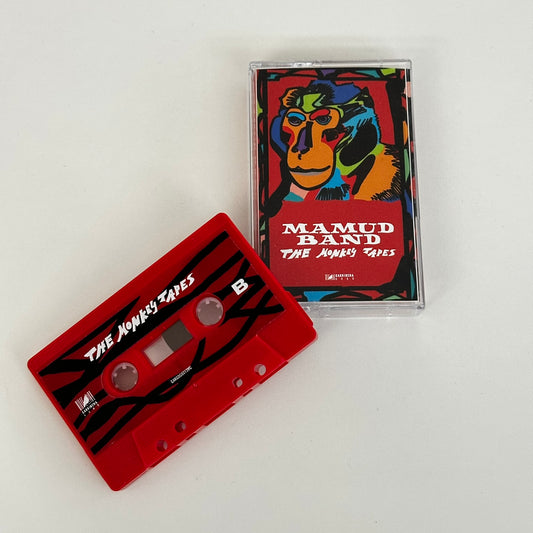 MAMUD
BAND
THE MONKEY TAPES
THE MONKEY TAPES
B